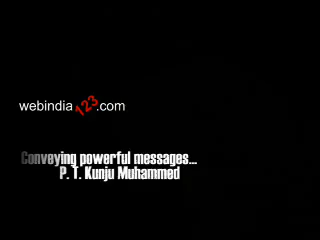 webindia123.com
Conveying powerful messages...
P. T. Kunju Muhammed